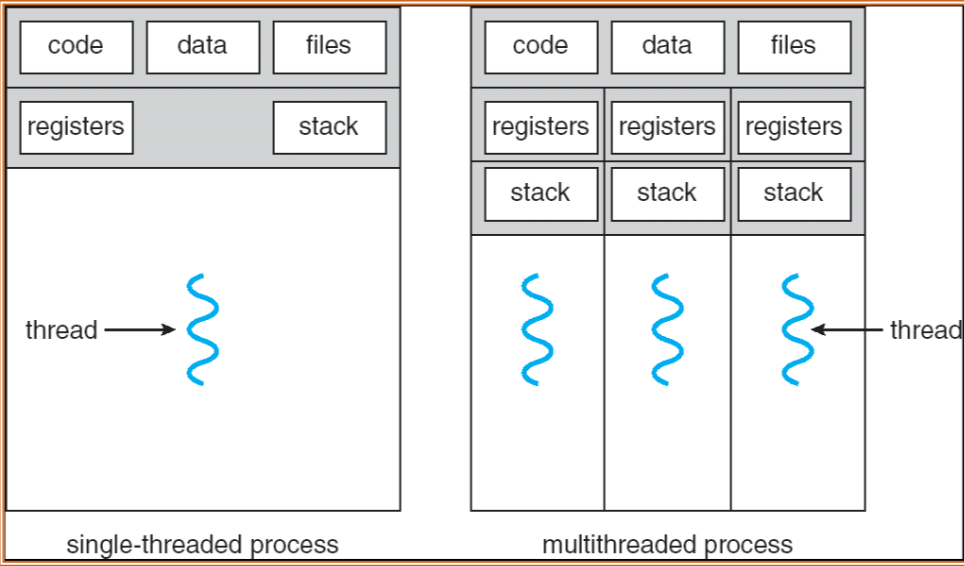 code data files
registers stack
thread
single-threaded process
code data files
registers registers registers
stack stack stack
thread
multithreaded process